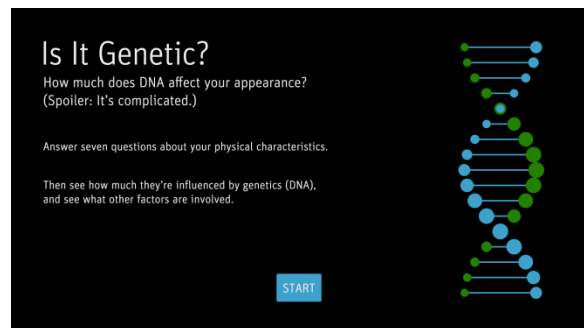 Is It Genetic?
How much does DNA affect your appearance?
(Spoiler: It's complicated.)
Answer seven questions about your physical characteristics.
Then see how much they're influenced by genetics (DNA),
and see what other factors are involved.
START